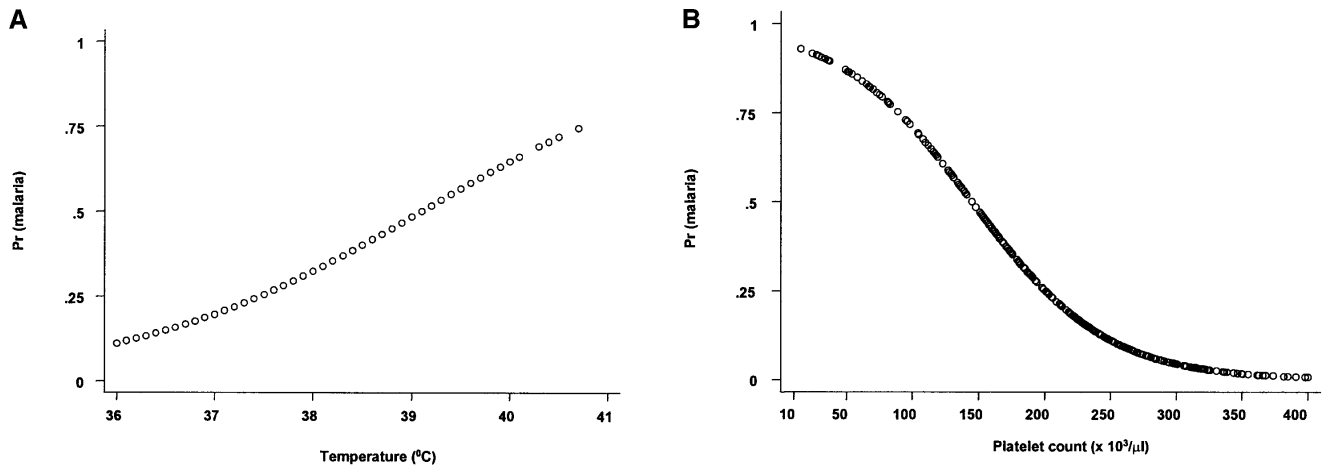 A
Pr (malaria)
1
.75
.5
.25
0
36 37 38 39 40 41
Temperature (⁰C)
B
Pr (malaria)
1
.75
.5
.25
0
10 50 100 150 200 250 300 350 400
Platelet count (x 10³/µl)